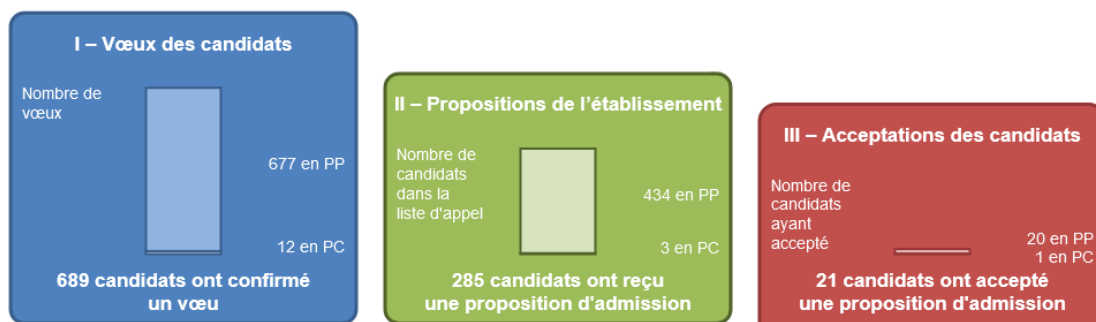 I – Vœux des candidats
Nombre de
vœux
677 en PP
12 en PC
689 candidats ont confirmé
un vœu
II – Propositions de l'établissement
Nombre de
candidats
dans la
liste d'appel
434 en PP
3 en PC
285 candidats ont reçu
une proposition d'admission
III – Acceptations des candidats
Nombre de
candidats
ayant
accepté
20 en PP
1 en PC
21 candidats ont accepté
une proposition d'admission